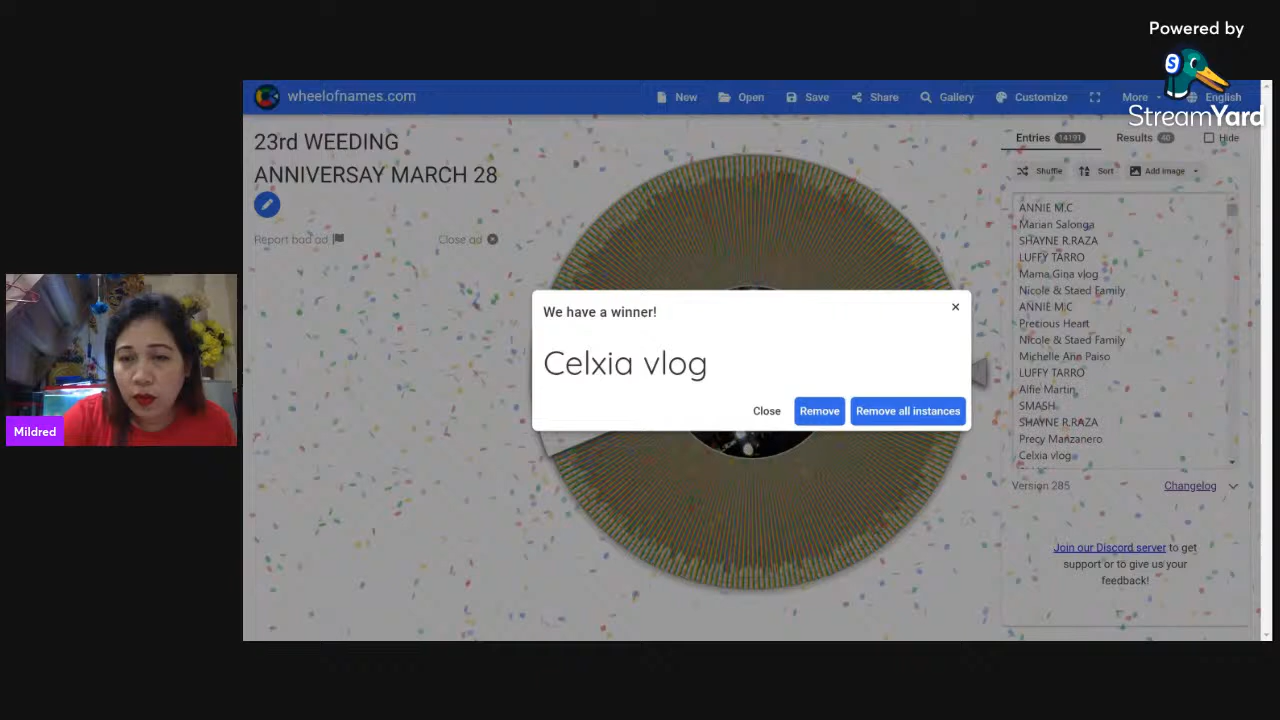 Powered by
StreamYard
wheelofnames.com
New
Open
Save
Share
Gallery
Customize
More
English
23rd WEEDING
ANNIVERSAY MARCH 28
Report bad ad
Close ad
Entries 14191
Results 40
Hide
Shuffle
Sort
Add image
ANNIE M.C
Marian Salonga
SHAYNE R.RAZA
LUFFY TARRO
Mama Gina vlog
Nicole & Staed Family
ANNIE M.C
Precious Heart
Nicole & Staed Family
Michelle Ann Paiso
LUFFY TARRO
Alfie Martin
SMASH
SHAYNE R.RAZA
Precy Manzanero
Celxia vlog
We have a winner!
Celxia vlog
Close
Remove
Remove all instances
Version 285
Changelog
Join our Discord server to get
support or to give us your
feedback!
Mildred